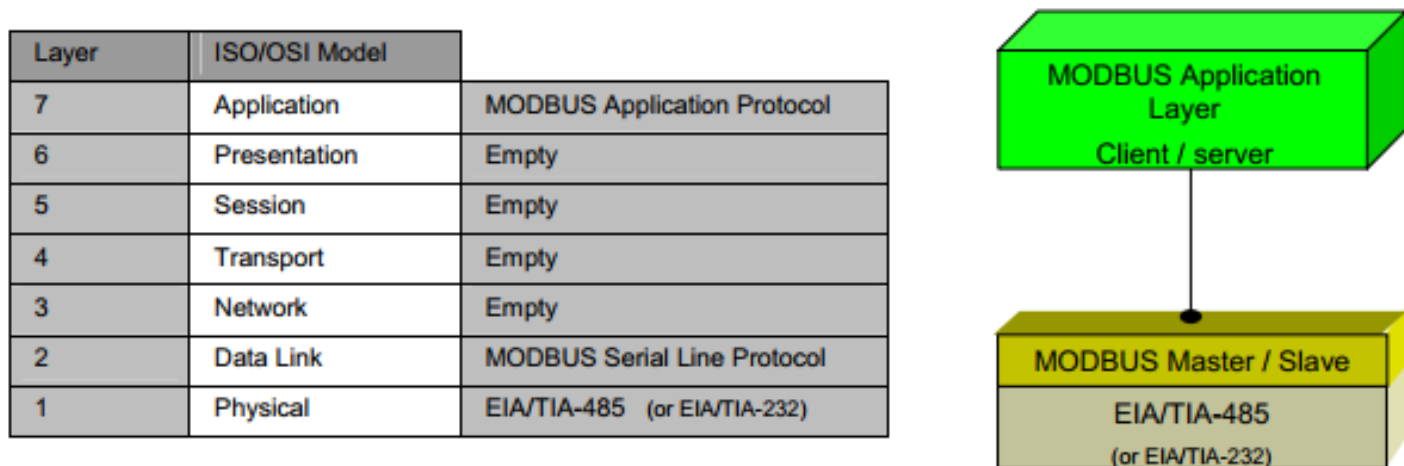 Layer ISO/OSI Model
7 Application MODBUS Application Protocol
6 Presentation Empty
5 Session Empty
4 Transport Empty
3 Network Empty
2 Data Link MODBUS Serial Line Protocol
1 Physical EIA/TIA-485 (or EIA/TIA-232)
MODBUS Application
Layer
Client / server
MODBUS Master / Slave
EIA/TIA-485
(or EIA/TIA-232)